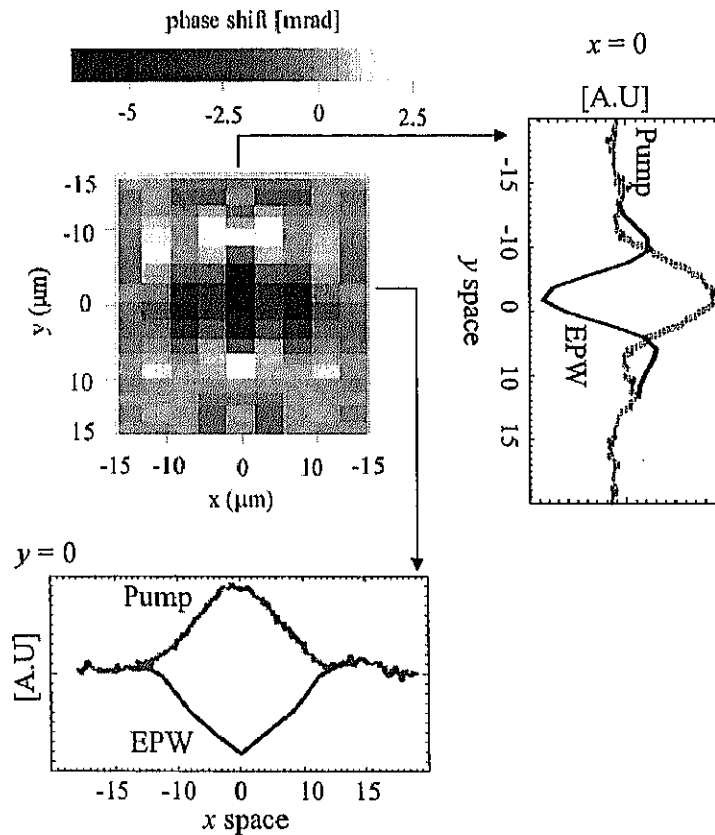 phase shift [mrad]
-5 -2.5 0 2.5
x = 0
[A.U]
Pump
EPW
-15 -10 0 10 15
y space
-15
-10
0
10
15
y (μm)
-15 -10 0 10 -15
x (μm)
y = 0
Pump
EPW
[A.U]
-15 -10 0 10 15
x space